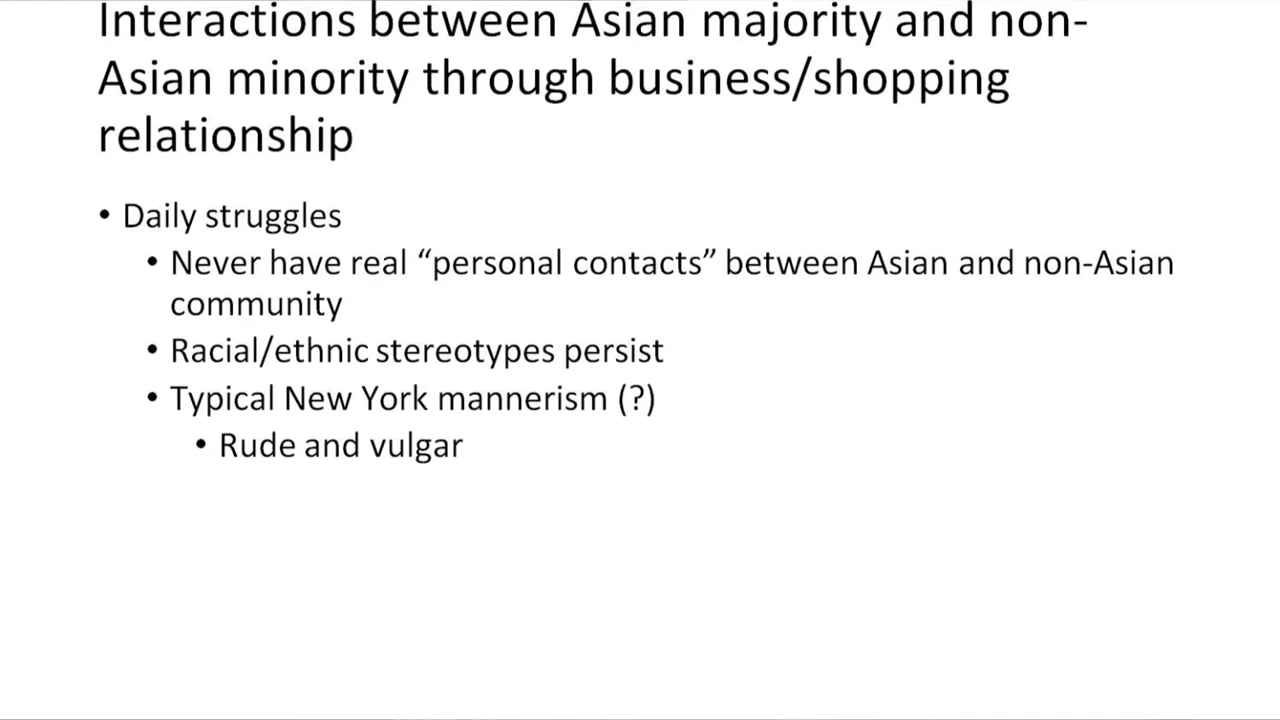 Interactions between Asian majority and non-
Asian minority through business/shopping
relationship
• Daily struggles
• Never have real “personal contacts” between Asian and non-Asian
community
• Racial/ethnic stereotypes persist
• Typical New York mannerism (?)
• Rude and vulgar